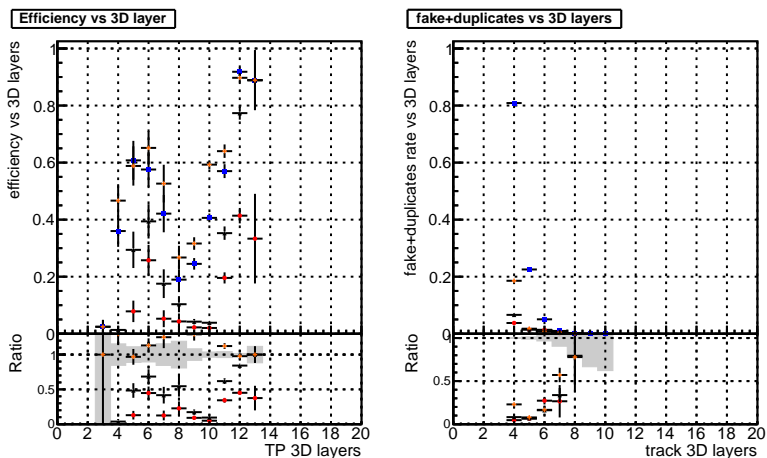 Efficiency vs 3D layer
efficiency vs 3D layers
1
0.8
0.6
0.4
0.2
0
Ratio
1
0.5
0
0 2 4 6 8 10 12 14 16 18 20
TP 3D layers
fake+duplicates vs 3D layers
fake+duplicates rate vs 3D layers
1
0.8
0.6
0.4
0.2
0
Ratio
1
0.5
0
0 2 4 6 8 10 12 14 16 18 20
track 3D layers